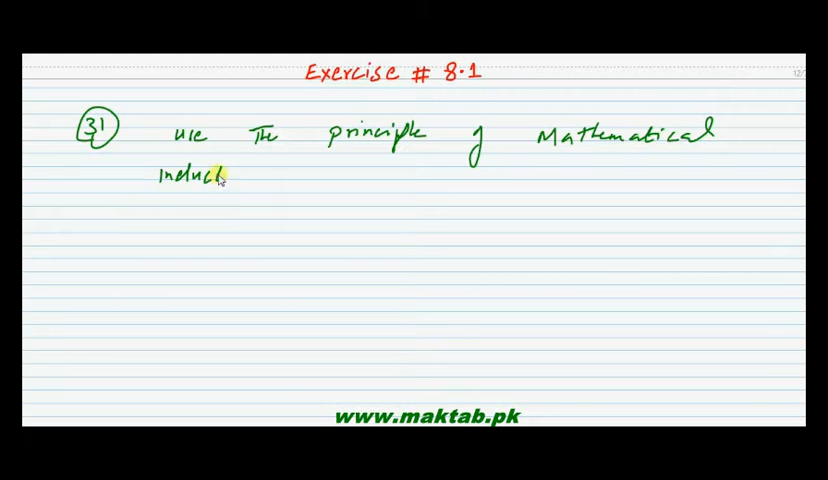 Exercise # 8.1
31 use The principle of Mathematical
induct
www.maktab.pk